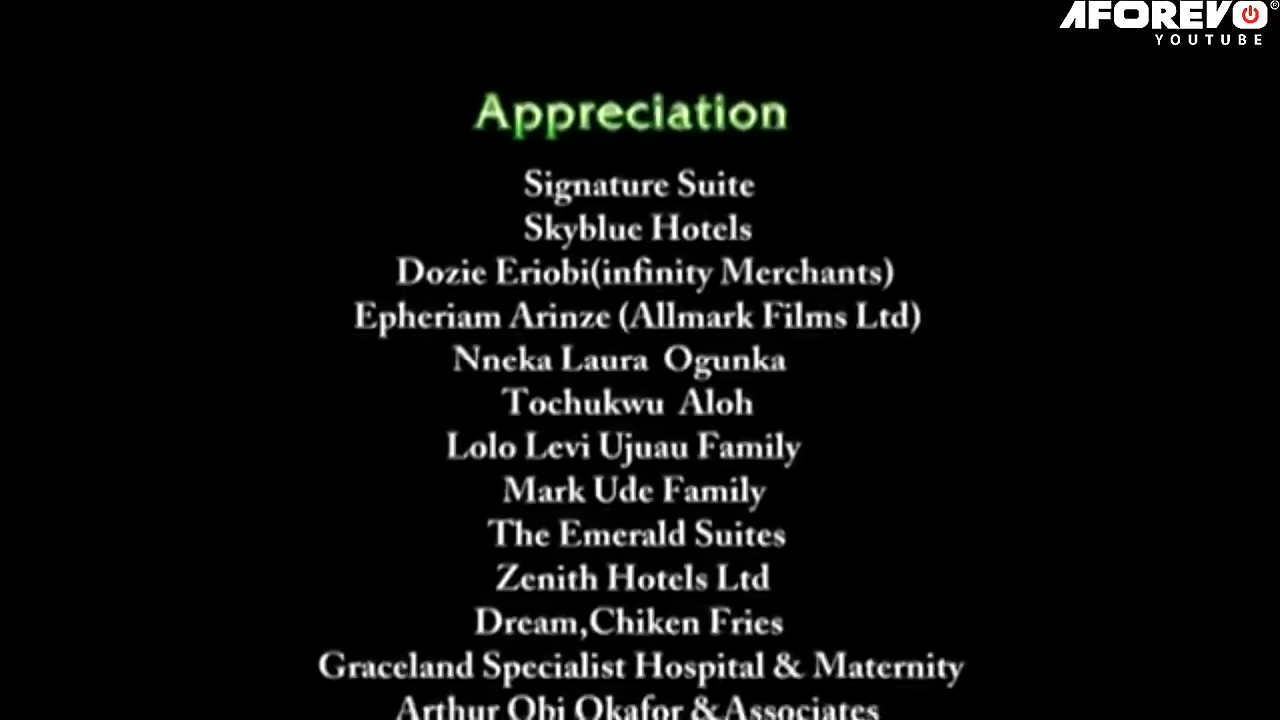 AFOREVO
YOUTUBE
Appreciation
Signature Suite
Skyblue Hotels
Dozie Eriobi(infinity Merchants)
Epheriam Arinze (Allmark Films Ltd)
Nneka Laura Ogunka
Tochukwu Aloh
Lolo Levi Ujuau Family
Mark Ude Family
The Emerald Suites
Zenith Hotels Ltd
Dream,Chiken Fries
Graceland Specialist Hospital & Maternity
Arthur Obi Okafor &Associates